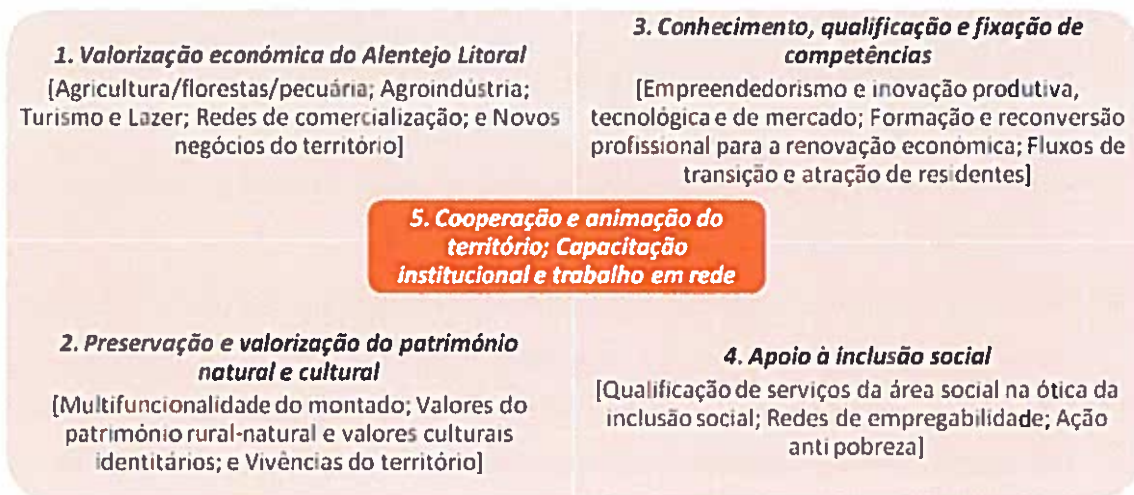 1. Valorização económica do Alentejo Litoral
[Agricultura/florestas/pecuária; Agroindústria;
Turismo e Lazer; Redes de comercialização; e Novos
negócios do território]
3. Conhecimento, qualificação e fixação de
competências
[Empreendedorismo e inovação produtiva,
tecnológica e de mercado; Formação e reconversão
profissional para a renovação económica; Fluxos de
transição e atração de residentes]
5. Cooperação e animação do
território; Capacitação
institucional e trabalho em rede
2. Preservação e valorização do património
natural e cultural
[Multifuncionalidade do montado; Valores do
património rural-natural e valores culturais
identitários; e Vivências do território]
4. Apoio à inclusão social
[Qualificação de serviços da área social na ótica da
inclusão social; Redes de empregabilidade; Ação
anti pobreza]